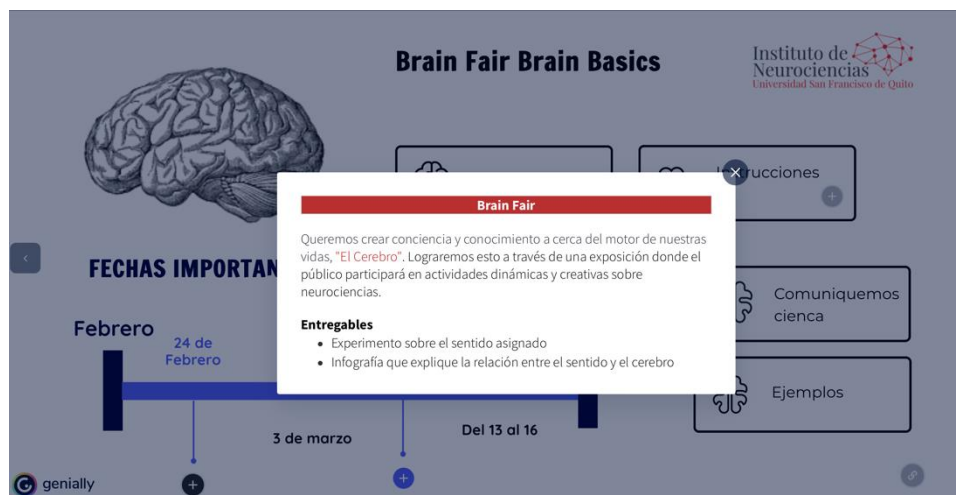 Brain Fair Brain Basics
Instituto de
Neurociencias
Universidad San Francisco de Quito
Instrucciones
Brain Fair
Queremos crear conciencia y conocimiento a cerca del motor de nuestras
vidas, "El Cerebro". Lograremos esto a través de una exposición donde el
público participará en actividades dinámicas y creativas sobre
neurociencias.
Entregables
Experimento sobre el sentido asignado
Infografía que explique la relación entre el sentido y el cerebro
FECHAS IMPORTAN
Febrero
24 de
Febrero
3 de marzo
Del 13 al 16
Comuniquemos
cienca
Ejemplos
genially